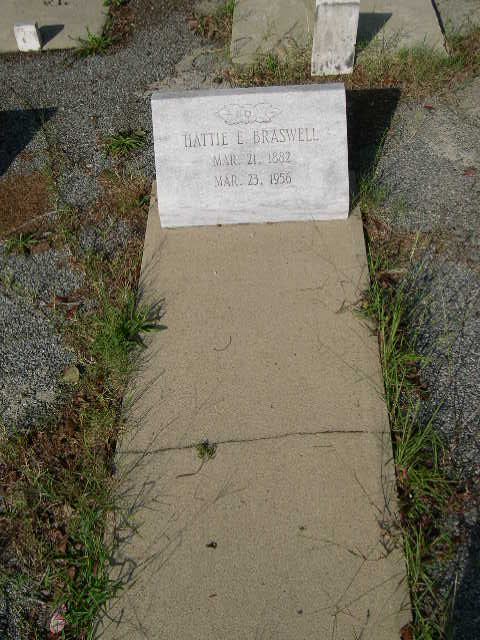 HATTIE E BRASWELL
MAR. 21. 1882
MAR. 23. 1956